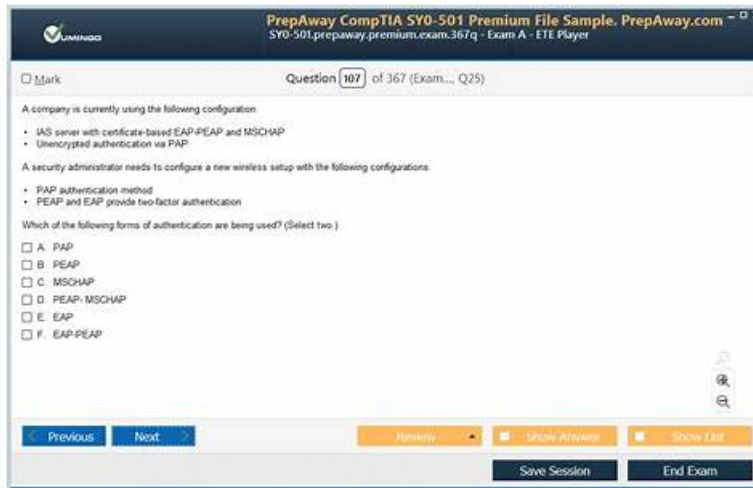 VUMINGO
PrepAway CompTIA SY0-501 Premium File Sample. PrepAway.com
SY0-501.prepaway.premium.exam.367q - Exam A - ETE Player
Mark
Question 107 of 367 (Exam..., Q25)
A company is currently using the following configuration:
• IAS server with certificate-based EAP-PEAP and MSCHAP
• Unencrypted authentication via PAP
A security administrator needs to configure a new wireless setup with the following configurations:
• PAP authentication method
• PEAP and EAP provide two-factor authentication
Which of the following forms of authentication are being used? (Select two.)
A. PAP
B. PEAP
C. MSCHAP
D. PEAP- MSCHAP
E. EAP
F. EAP-PEAP
Previous
Next
Review
Show Answer
Show List
Save Session
End Exam